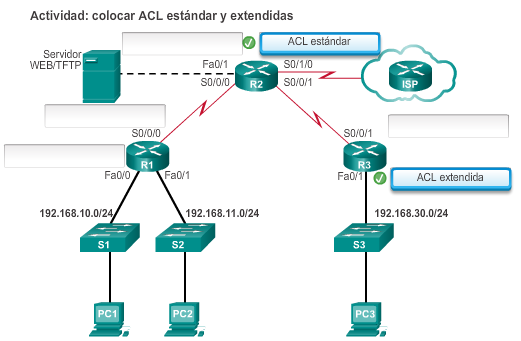 Actividad: colocar ACL estándar y extendidas
ACL estándar
Servidor
WEB/TFTP
Fa0/1
S0/1/0
R2
ISP
S0/0/0
S0/0/1
S0/0/0
S0/0/1
R1
R3
Fa0/0
Fa0/1
Fa0/1
ACL extendida
192.168.10.0/24
192.168.11.0/24
192.168.30.0/24
S1
S2
S3
PC1
PC2
PC3